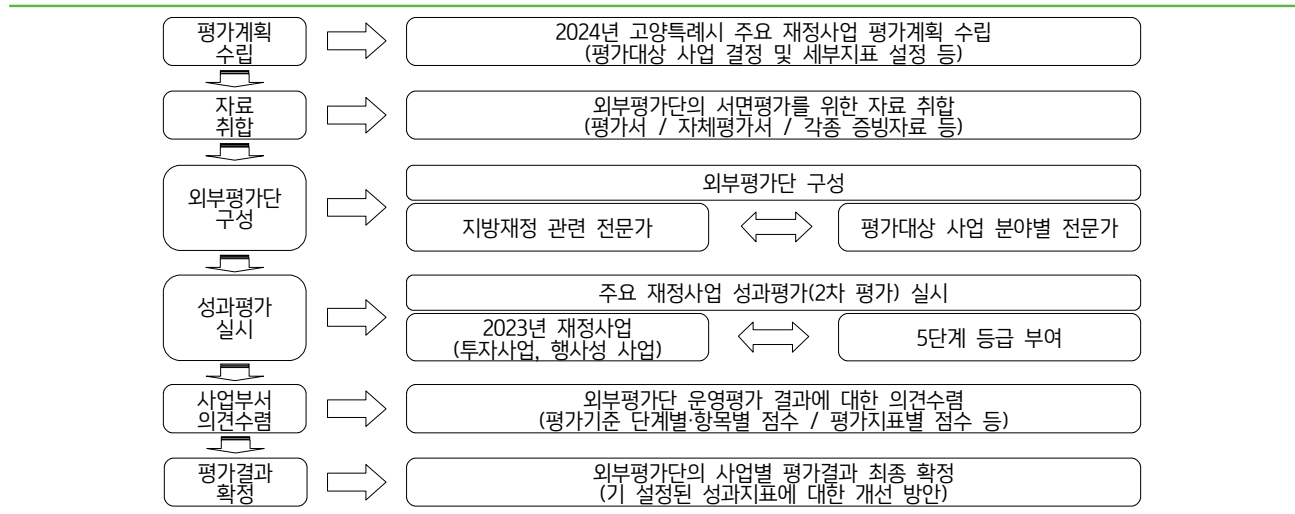 평가계획
수립
2024년 고양특례시 주요 재정사업 평가계획 수립
(평가대상 사업 결정 및 세부지표 설정 등)
자료
취합
외부평가단의 서면평가를 위한 자료 취합
(평가서 / 자체평가서 / 각종 증빙자료 등)
외부평가단
구성
외부평가단 구성
지방재정 관련 전문가
평가대상 사업 분야별 전문가
성과평가
실시
주요 재정사업 성과평가(2차 평가) 실시
2023년 재정사업
(투자사업, 행사성 사업)
5단계 등급 부여
사업부서
의견수렴
외부평가단 운영평가 결과에 대한 의견수렴
(평가기준 단계별·항목별 점수 / 평가지표별 점수 등)
평가결과
확정
외부평가단의 사업별 평가결과 최종 확정
(기 설정된 성과지표에 대한 개선 방안)